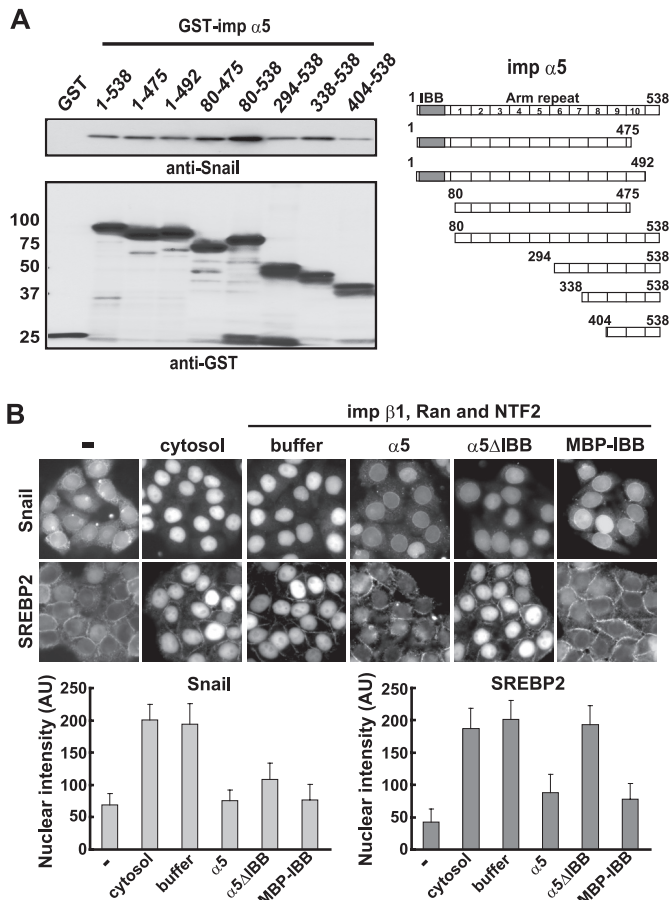 A
GST-imp α5
GST
1-538
1-475
1-492
80-475
80-538
294-538
338-538
404-538
anti-Snail
100
75
50
37
25
anti-GST
imp α5
1 IBB Arm repeat 538
1 2 3 4 5 6 7 8 9 10
1 475
1 492
80 475
80 538
294 538
338 538
404 538
B
imp β1, Ran and NTF2
- cytosol buffer α5 α5ΔIBB MBP-IBB
Snail
SREBP2
Snail
Nuclear intensity (AU)
250
200
150
100
50
0
-
cytosol
buffer
α5
α5ΔIBB
MBP-IBB
SREBP2
Nuclear intensity (AU)
250
200
150
100
50
0
-
cytosol
buffer
α5
α5ΔIBB
MBP-IBB